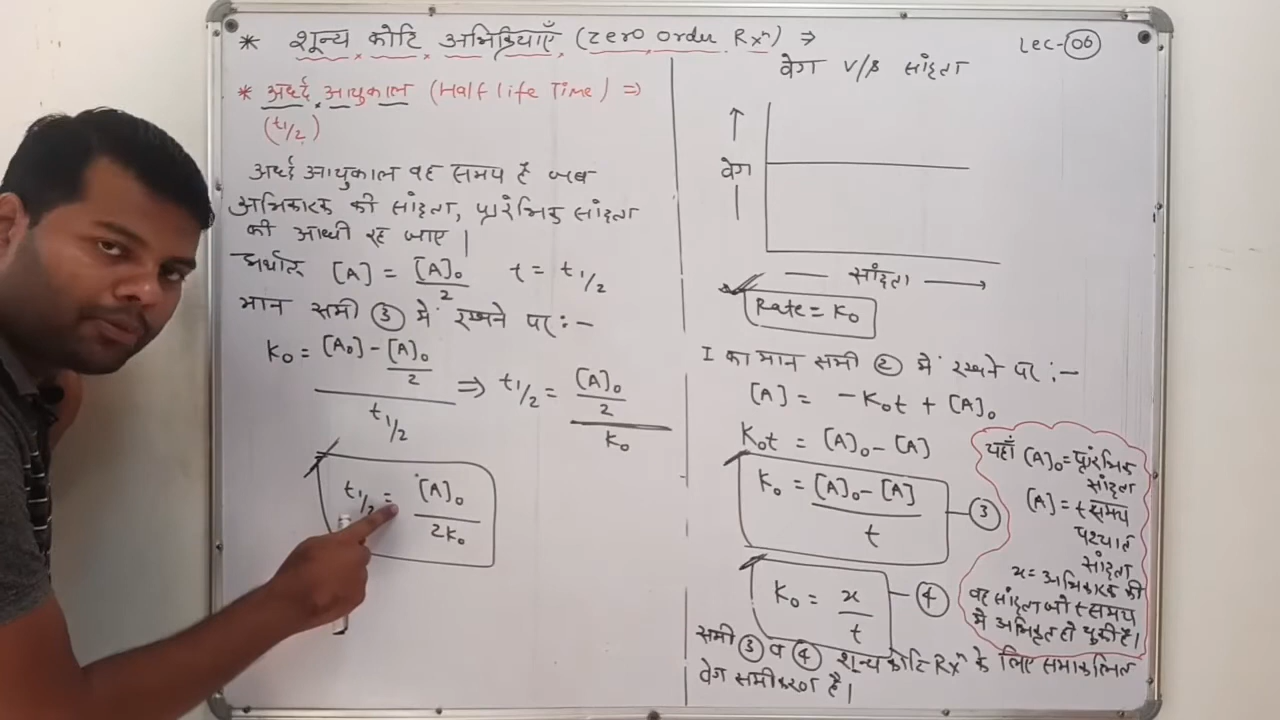 * शून्य कोटि अभिक्रियाएँ (zero order Rxⁿ) ⇒
Lec-06
* अर्ध्द आयुकाल (Half life Time) ⇒
(t1/2)
अर्ध्द आयुकाल वह समय है जब
अभिकारक की सांद्रता, प्रारंभिक सांद्रता
की आधी रह जाए।
अर्थात [A] = [A]₀/2 t = t1/2
मान समी ③ में रखने पर :-
K₀ = [A₀] - [A]₀/2 / t1/2 ⇒ t1/2 = [A]₀/2 / K₀
t1/2 = [A]₀ / 2K₀
वेग V/s सांद्रता
वेग
सांद्रता
Rate = K₀
I का मान समी ② में रखने पर :-
[A] = -K₀t + [A]₀
K₀t = [A]₀ - [A]
K₀ = [A]₀ - [A] / t - ③
K₀ = x / t - ④
यहाँ [A]₀ = प्रारंभिक
सांद्रता
[A] = t समय
पश्चात
सांद्रता
x = अभिकारक की
वह सांद्रता जो t समय
में अभिकृत हो चुकी है।
समी ③ व ④ शून्य कोटि Rxⁿ के लिए समाकलित
वेग समीकरण है।